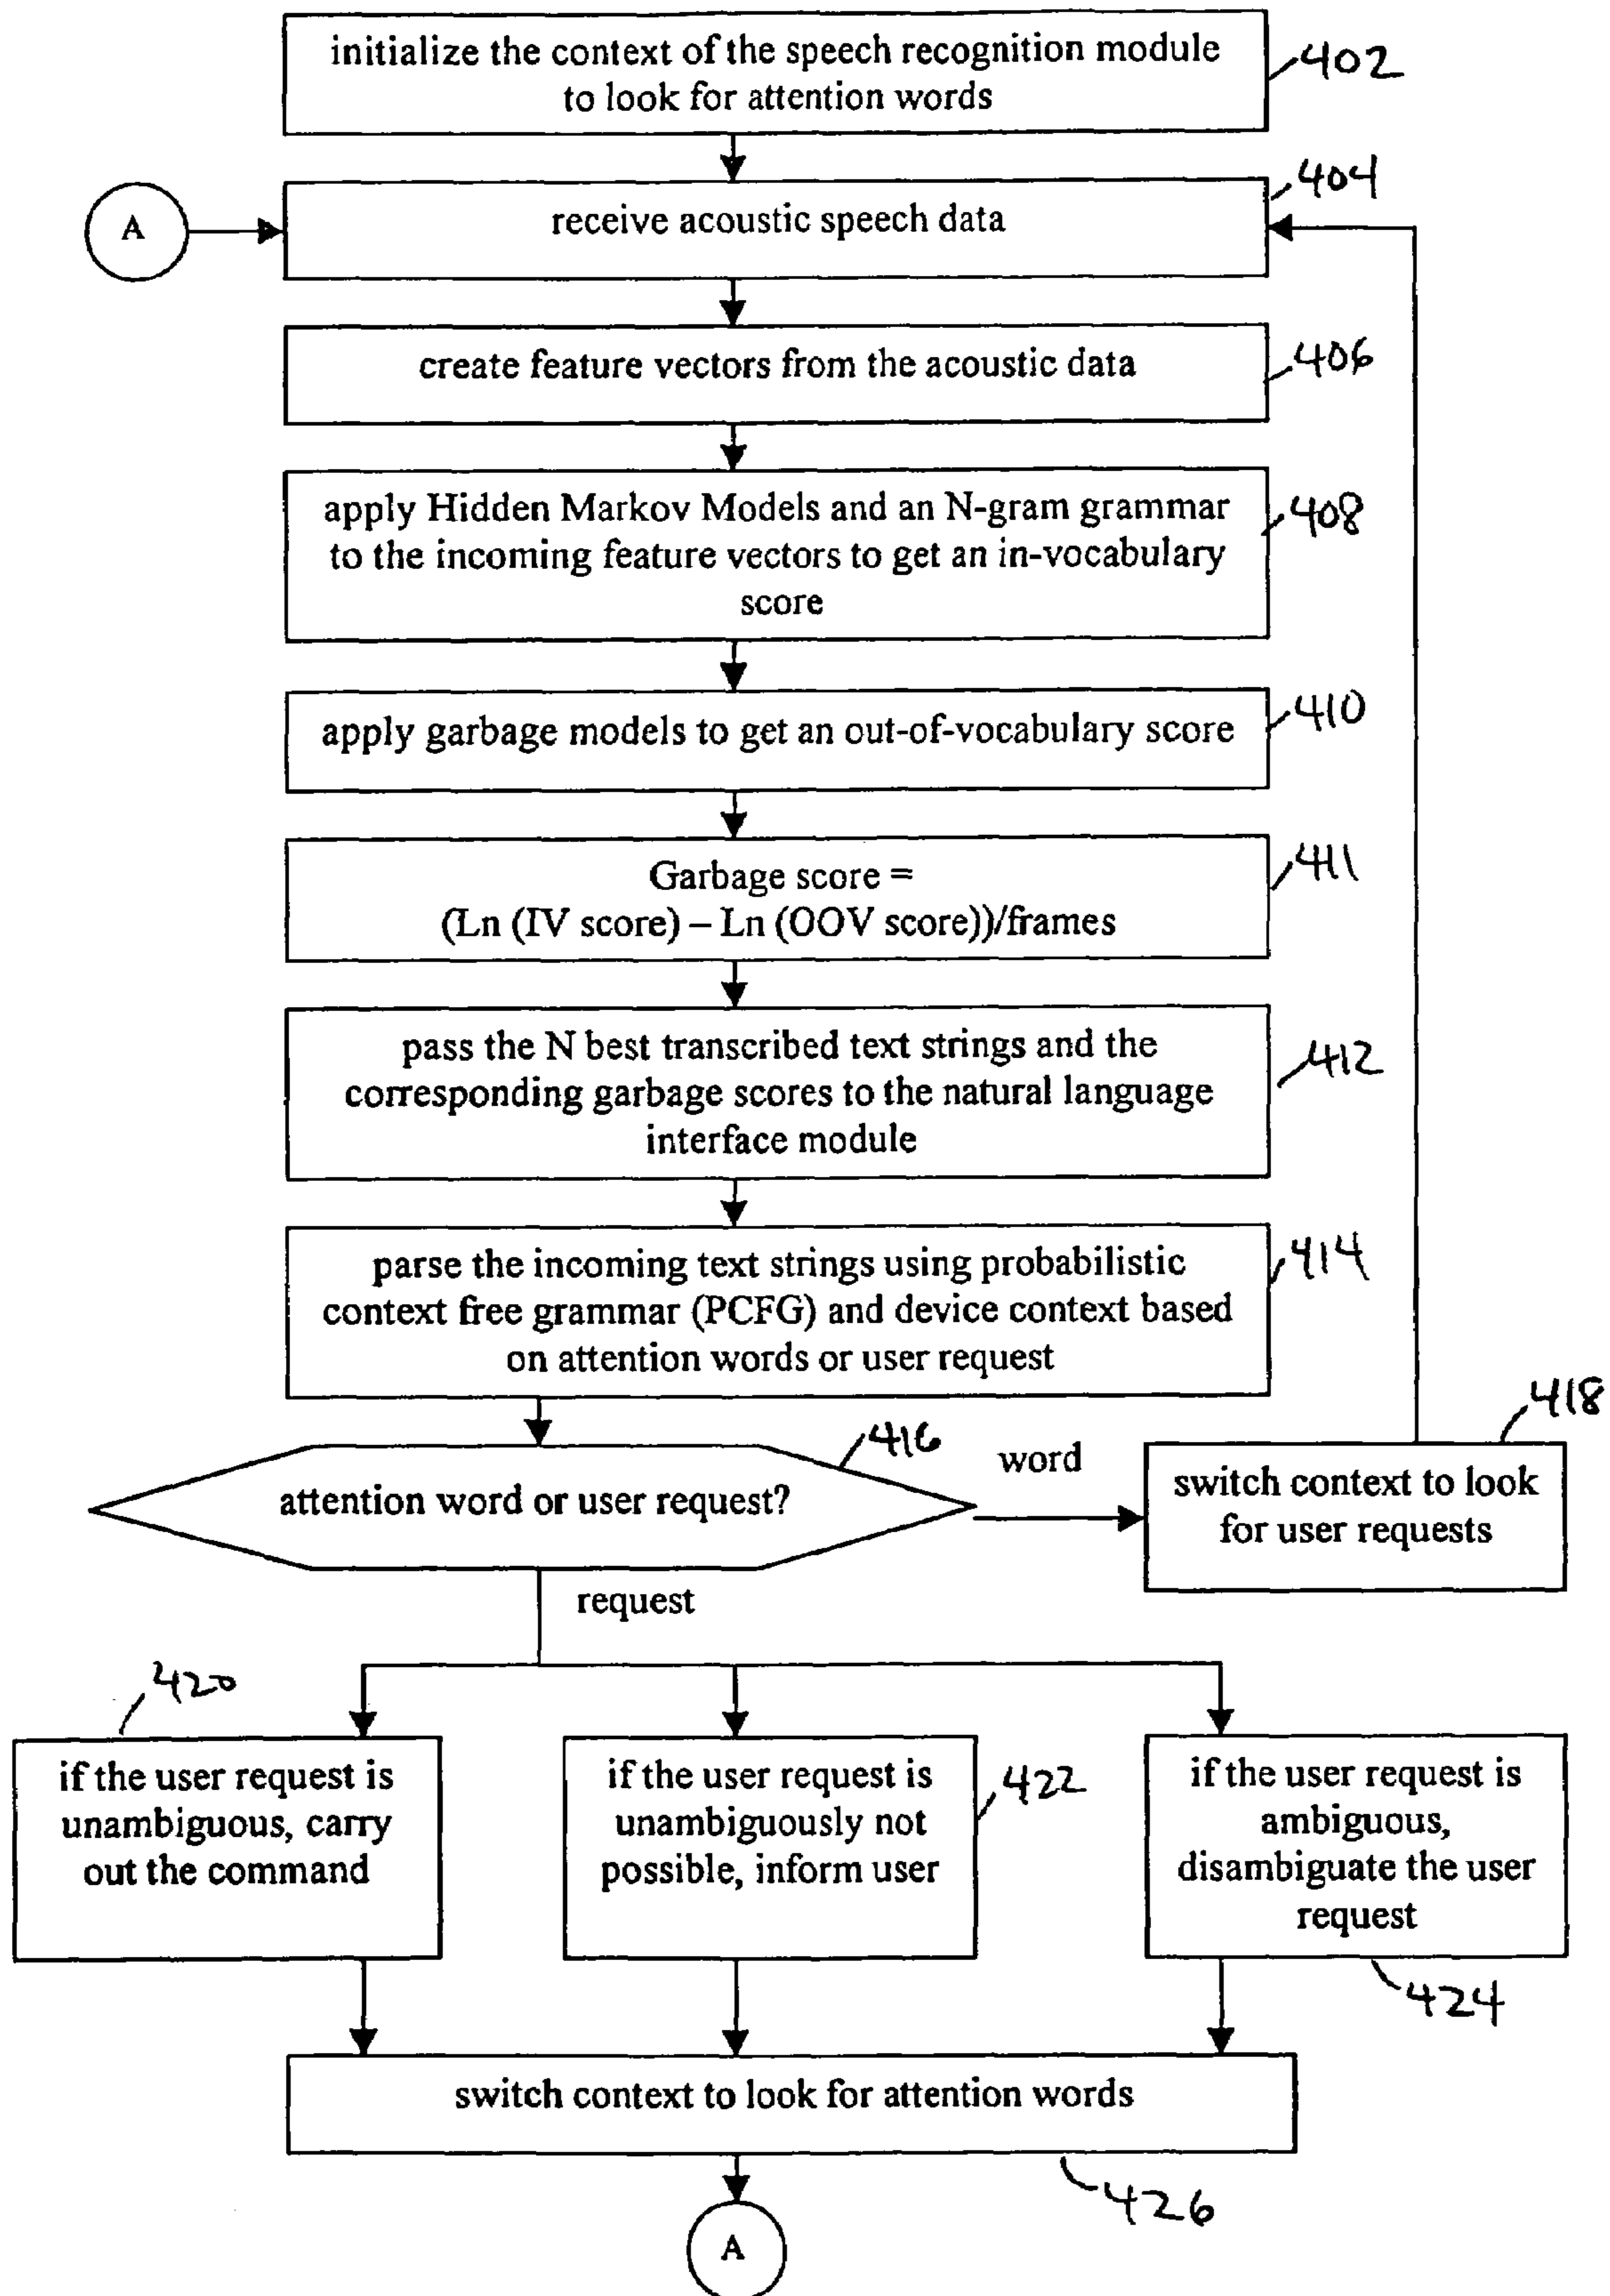 initialize the context of the speech recognition module
to look for attention words
402
404
A
receive acoustic speech data
create feature vectors from the acoustic data
406
apply Hidden Markov Models and an N-gram grammar
to the incoming feature vectors to get an in-vocabulary
score
408
apply garbage models to get an out-of-vocabulary score
410
Garbage score =
(Ln (IV score) – Ln (OOV score))/frames
411
pass the N best transcribed text strings and the
corresponding garbage scores to the natural language
interface module
412
parse the incoming text strings using probabilistic
context free grammar (PCFG) and device context based
on attention words or user request
414
416
attention word or user request?
word
418
switch context to look
for user requests
request
420
if the user request is
unambiguous, carry
out the command
if the user request is
unambiguously not
possible, inform user
422
if the user request is
ambiguous,
disambiguate the user
request
424
switch context to look for attention words
426
A